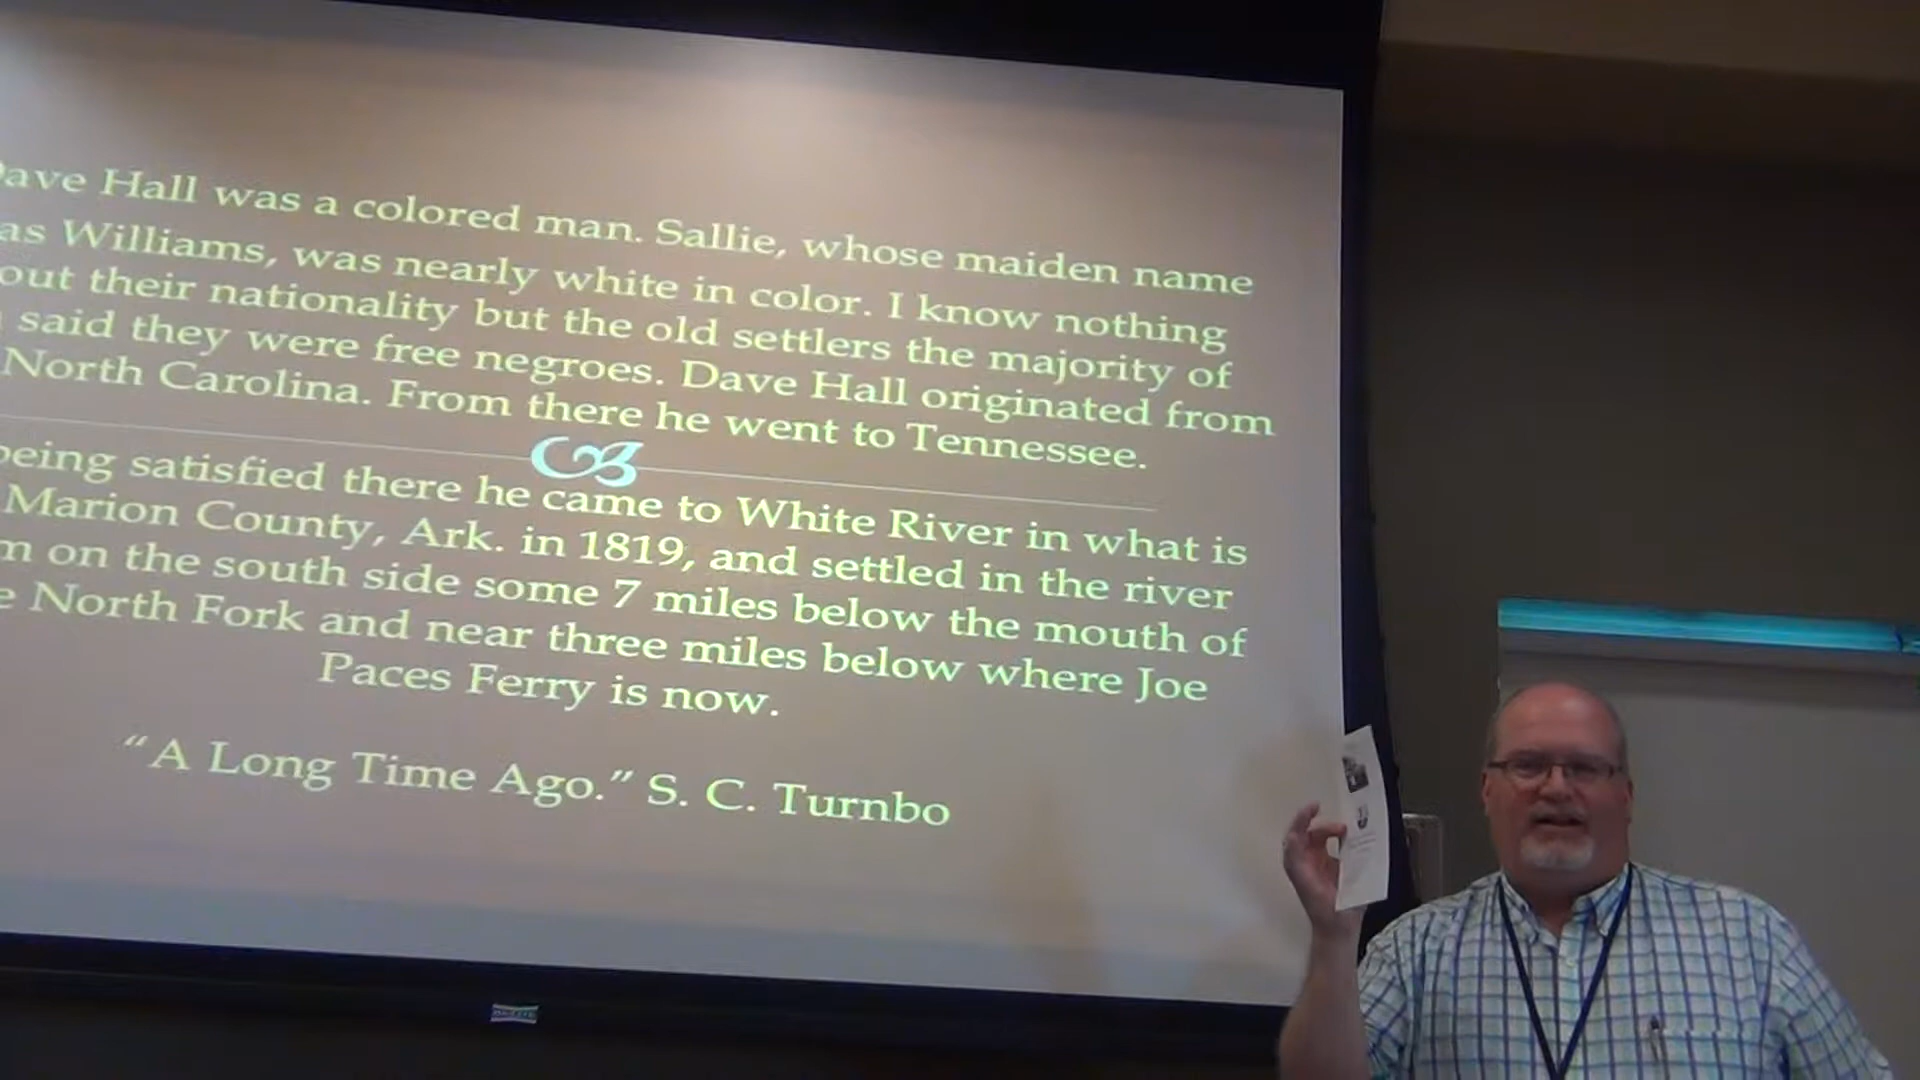 ave Hall was a colored man. Sallie, whose maiden name
as Williams, was nearly white in color. I know nothing
out their nationality but the old settlers the majority of
said they were free negroes. Dave Hall originated from
North Carolina. From there he went to Tennessee.
being satisfied there he came to White River in what is
Marion County, Ark. in 1819, and settled in the river
m on the south side some 7 miles below the mouth of
e North Fork and near three miles below where Joe
Paces Ferry is now.
“A Long Time Ago.” S. C. Turnbo